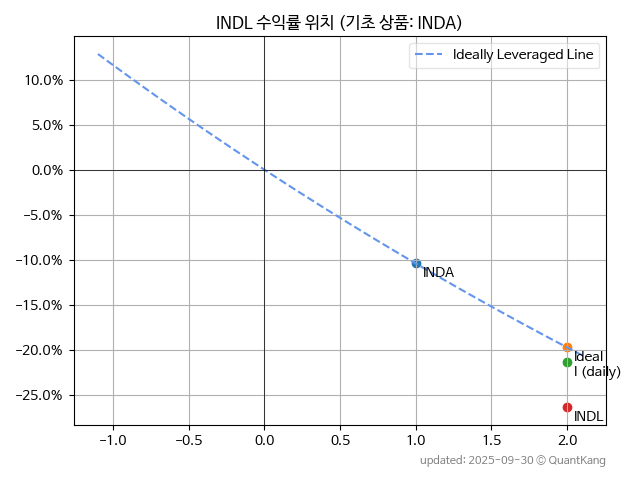 INDL 수익률 위치 (기초 상품: INDA)
Ideally Leveraged Line
10.0%
5.0%
0.0%
−5.0%
−10.0%
−15.0%
−20.0%
−25.0%
INDA
Ideal
I (daily)
INDL
−1.0
−0.5
0.0
0.5
1.0
1.5
2.0
updated: 2025-09-30 © QuantKang